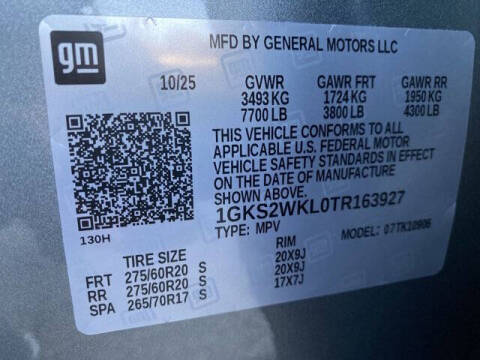 gm
MFD BY GENERAL MOTORS LLC
10/25 GVWR GAWR FRT GAWR RR
3493 KG 1724 KG 1950 KG
7700 LB 3800 LB 4300 LB
THIS VEHICLE CONFORMS TO ALL
APPLICABLE U.S. FEDERAL MOTOR
VEHICLE SAFETY STANDARDS IN EFFECT
ON THE DATE OF MANUFACTURE
SHOWN ABOVE.
1GKS2WKL0TR163927
TYPE: MPV MODEL: 07TK10906
130H
TIRE SIZE RIM
FRT 275/60R20 S 20X9J
RR 275/60R20 S 20X9J
SPA 265/70R17 S 17X7J